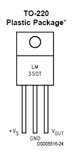 TO-220
Plastic Package*
LM
35DT
+VS GND VOUT
DS005516-24